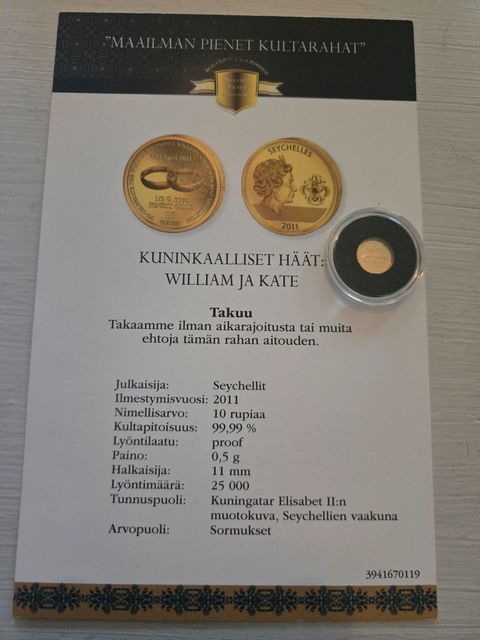 "MAAILMAN PIENET KULTARAHAT"
MAAILMAN
PIENET
SEYCHELLES
2011
KUNINKAALLISET HÄÄT:
WILLIAM JA KATE
Takuu
Takaamme ilman aikarajoitusta tai muita
ehtoja tämän rahan aitouden.
Julkaisija: Seychellit
Ilmestymisvuosi: 2011
Nimellisarvo: 10 rupiaa
Kultapitoisuus: 99,99 %
Lyöntilaatu: proof
Paino: 0,5 g
Halkaisija: 11 mm
Lyöntimäärä: 25 000
Tunnuspuoli: Kuningatar Elisabet II:n
muotokuva, Seychellien vaakuna
Arvopuoli: Sormukset
3941670119